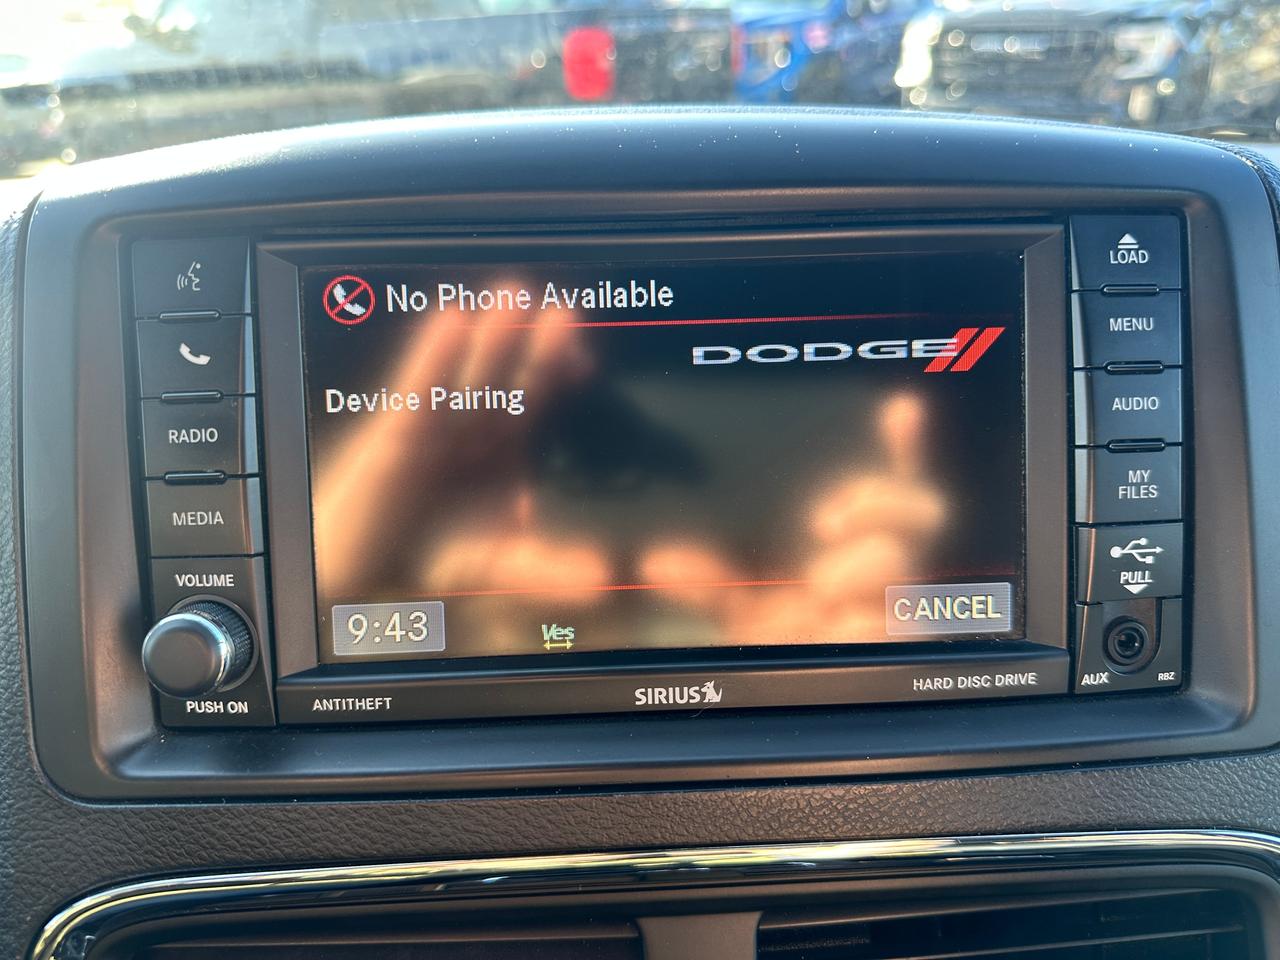 No Phone Available
DODGE
Device Pairing
9:43
Ves
CANCEL
RADIO
MEDIA
VOLUME
PUSH ON
LOAD
MENU
AUDIO
MY
FILES
PULL
AUX
RBZ
ANTITHEFT
SIRIUS
HARD DISC DRIVE